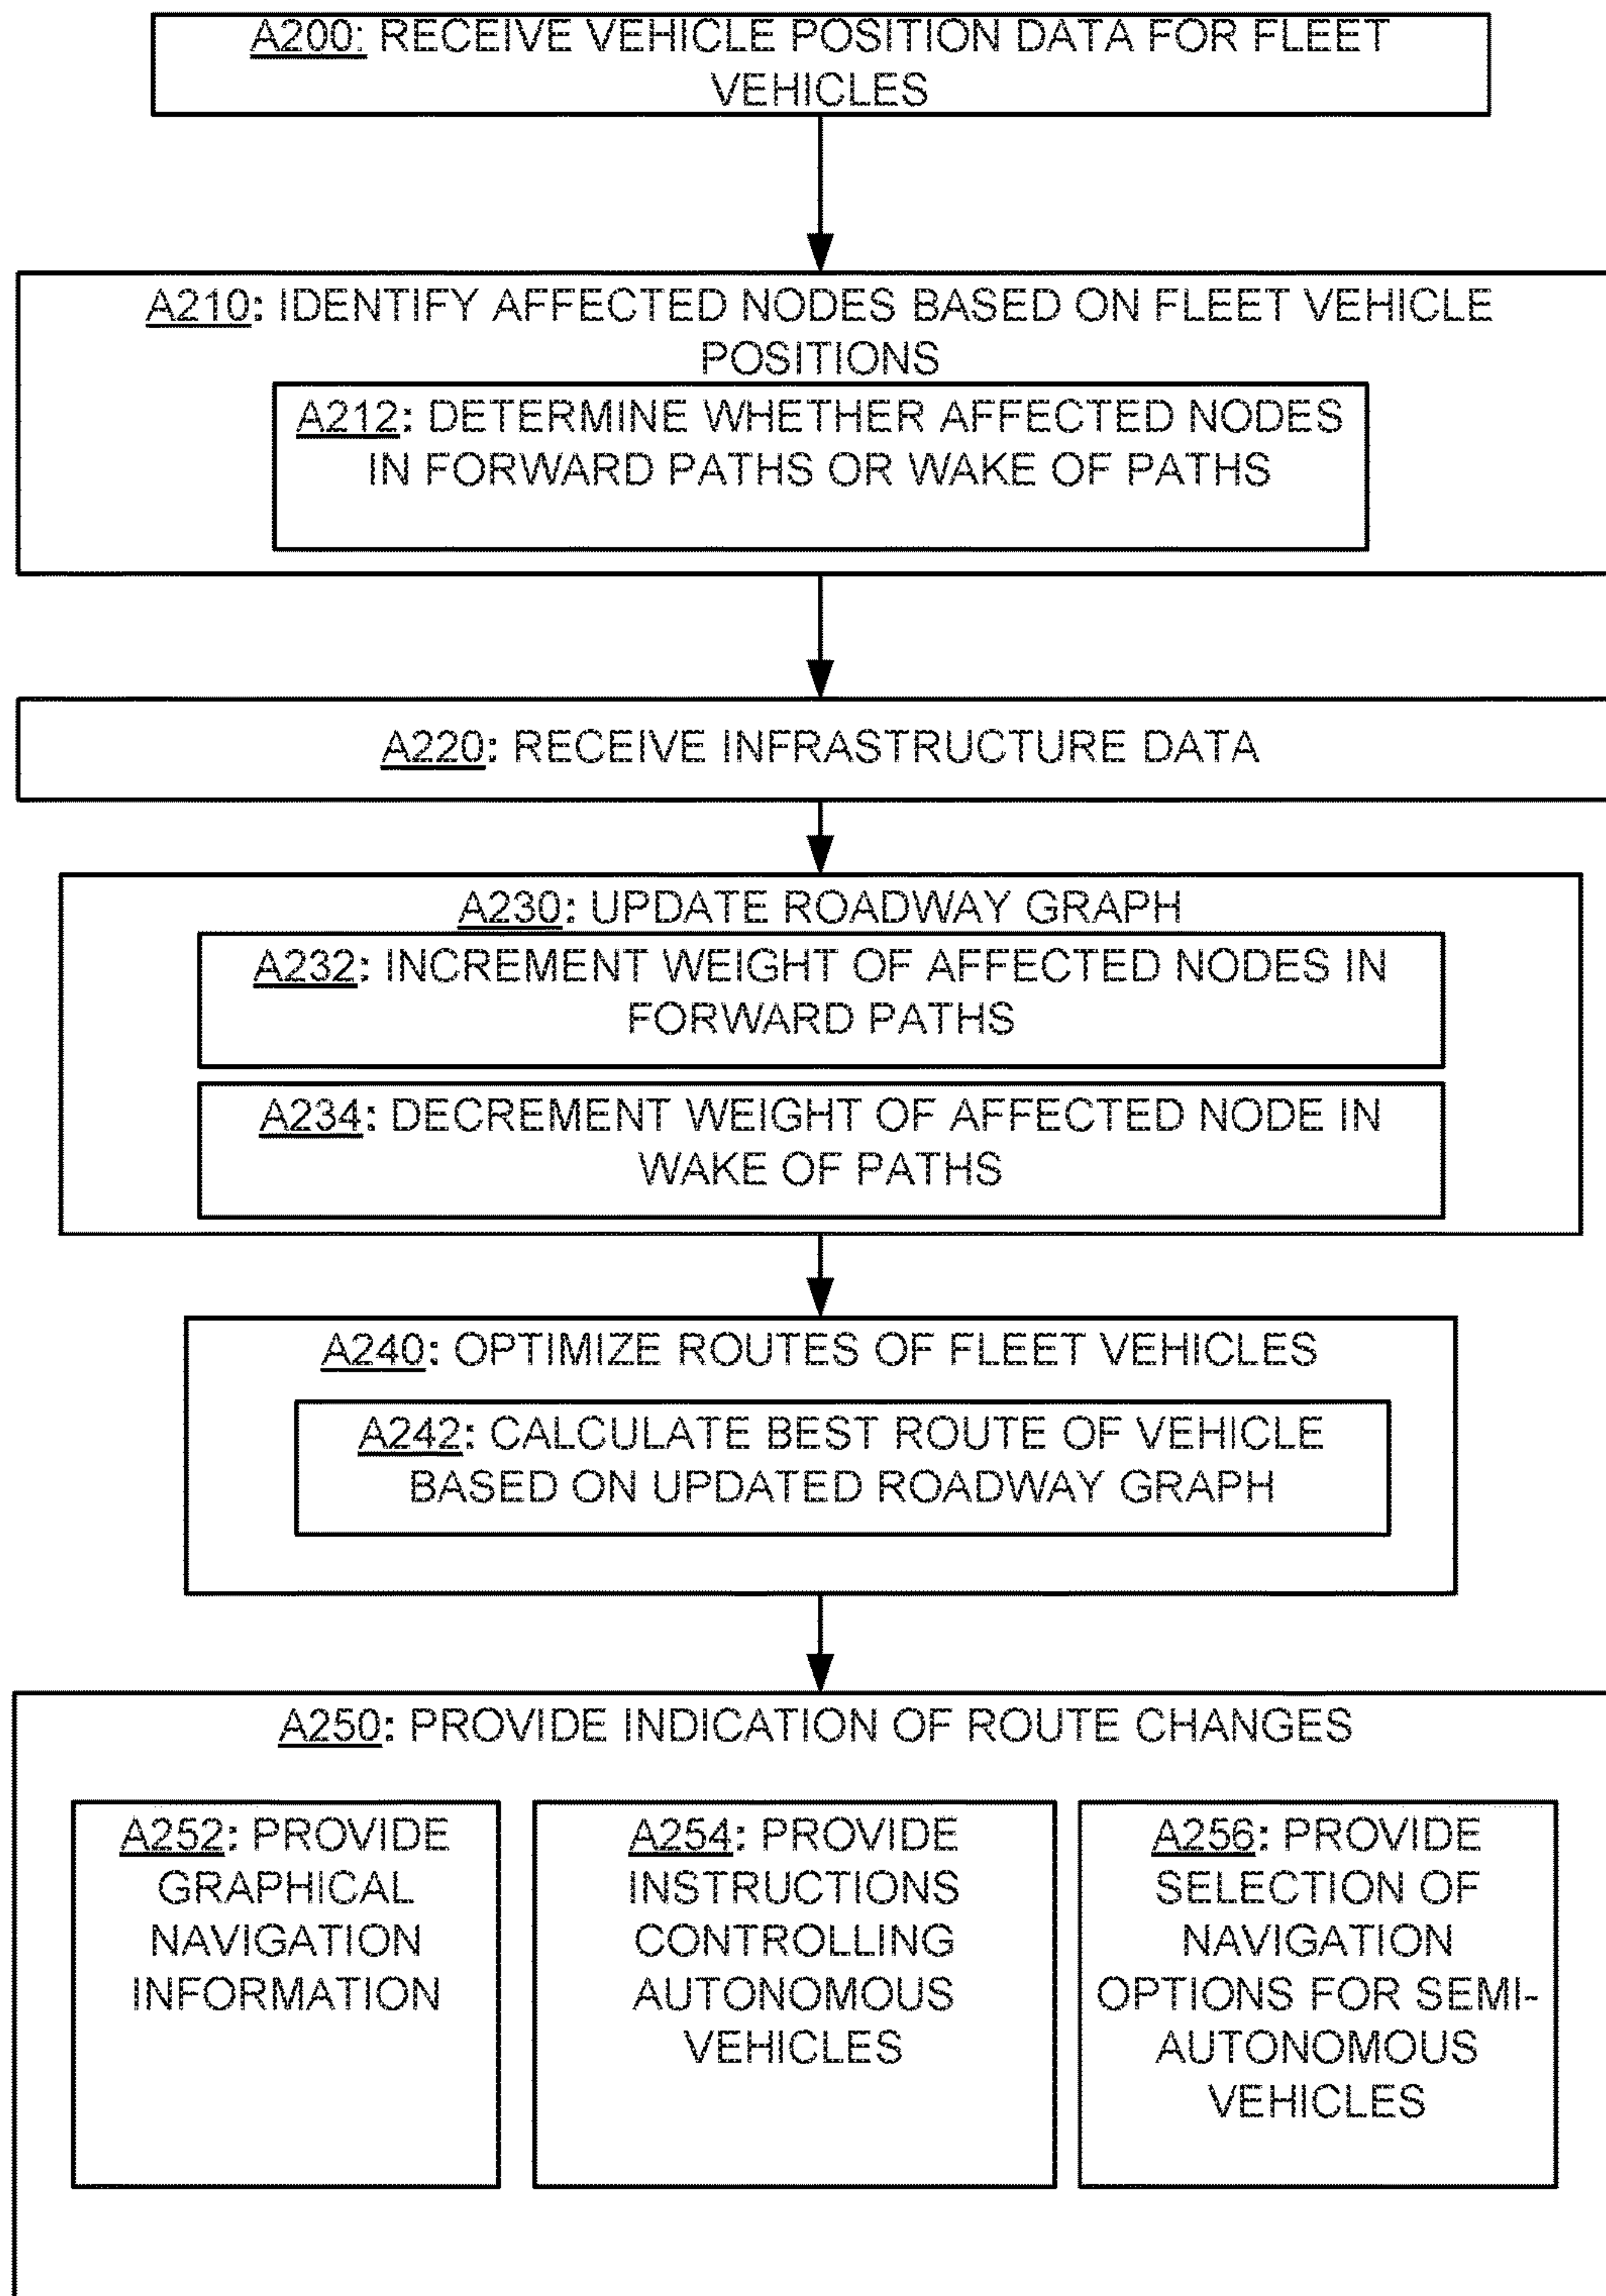 A200: RECEIVE VEHICLE POSITION DATA FOR FLEET
VEHICLES
A210: IDENTIFY AFFECTED NODES BASED ON FLEET VEHICLE
POSITIONS
A212: DETERMINE WHETHER AFFECTED NODES
IN FORWARD PATHS OR WAKE OF PATHS
A220: RECEIVE INFRASTRUCTURE DATA
A230: UPDATE ROADWAY GRAPH
A232: INCREMENT WEIGHT OF AFFECTED NODES IN
FORWARD PATHS
A234: DECREMENT WEIGHT OF AFFECTED NODE IN
WAKE OF PATHS
A240: OPTIMIZE ROUTES OF FLEET VEHICLES
A242: CALCULATE BEST ROUTE OF VEHICLE
BASED ON UPDATED ROADWAY GRAPH
A250: PROVIDE INDICATION OF ROUTE CHANGES
A252: PROVIDE
GRAPHICAL
NAVIGATION
INFORMATION
A254: PROVIDE
INSTRUCTIONS
CONTROLLING
AUTONOMOUS
VEHICLES
A256: PROVIDE
SELECTION OF
NAVIGATION
OPTIONS FOR SEMI-
AUTONOMOUS
VEHICLES